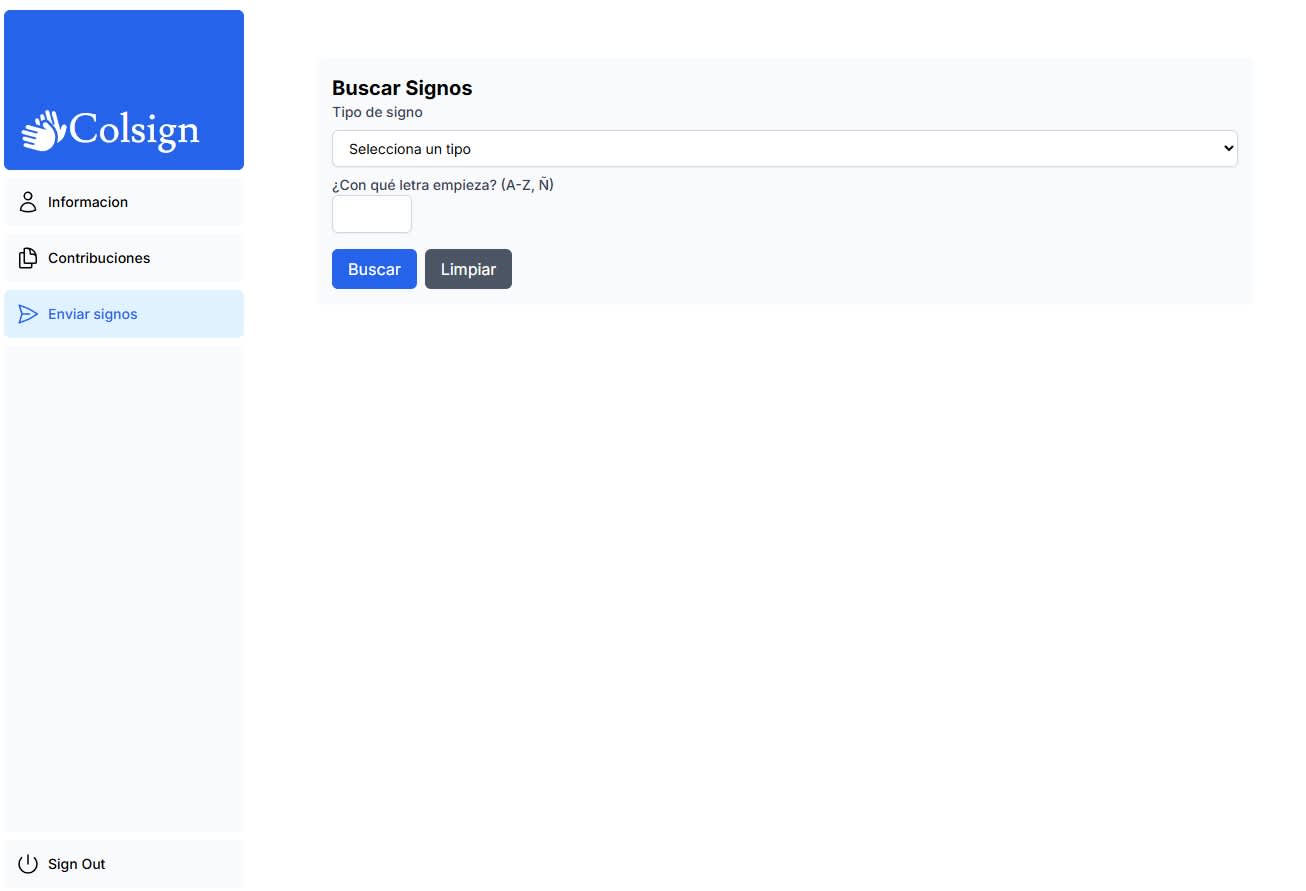 Colsign
Informacion
Contribuciones
Enviar signos
Sign Out
Buscar Signos
Tipo de signo
Selecciona un tipo
¿Con qué letra empieza? (A-Z, Ñ)
Buscar
Limpiar